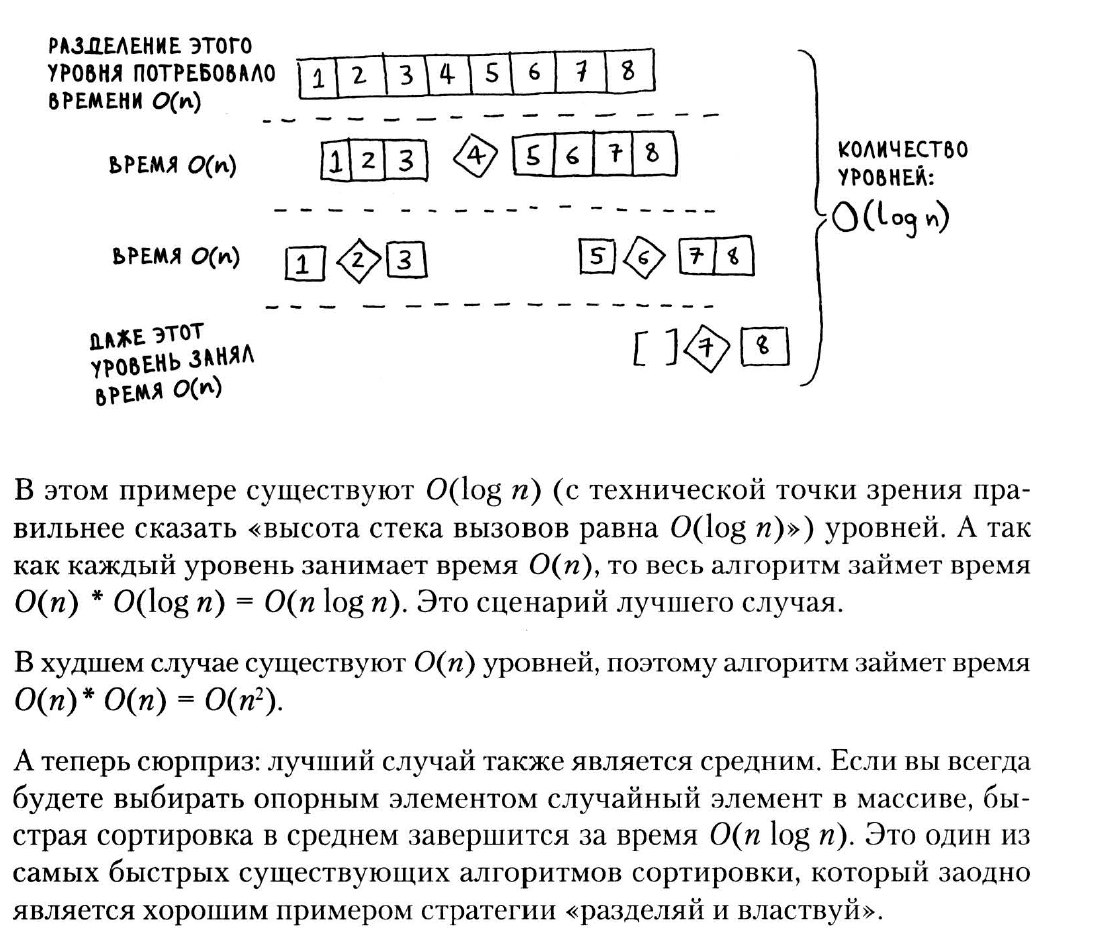 РАЗДЕЛЕНИЕ ЭТОГО
УРОВНЯ ПОТРЕБОВАЛО
ВРЕМЕНИ O(n)
1 2 3 4 5 6 7 8
ВРЕМЯ O(n)
1 2 3 4 5 6 7 8
ВРЕМЯ O(n)
1 2 3 5 6 7 8
ДАЖЕ ЭТОТ
УРОВЕНЬ ЗАНЯЛ
ВРЕМЯ O(n)
[ ] 7 8
КОЛИЧЕСТВО
УРОВНЕЙ:
O(log n)
В этом примере существуют O(log n) (с технической точки зрения пра-
вильнее сказать «высота стека вызовов равна O(log n)») уровней. А так
как каждый уровень занимает время O(n), то весь алгоритм займет время
O(n) * O(log n) = O(n log n). Это сценарий лучшего случая.
В худшем случае существуют O(n) уровней, поэтому алгоритм займет время
O(n) * O(n) = O(n²).
А теперь сюрприз: лучший случай также является средним. Если вы всегда
будете выбирать опорным элементом случайный элемент в массиве, бы-
страя сортировка в среднем завершится за время O(n log n). Это один из
самых быстрых существующих алгоритмов сортировки, который заодно
является хорошим примером стратегии «разделяй и властвуй».